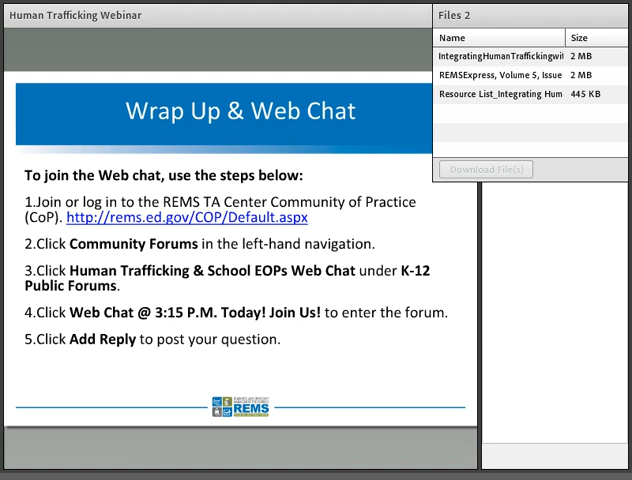 Human Trafficking Webinar
Files 2
Name Size
IntegratingHumanTraffickingwit 2 MB
REMSExpress, Volume 5, Issue 2 MB
Resource List_Integrating Hum 445 KB
Download File(s)
Wrap Up & Web Chat
To join the Web chat, use the steps below:
1.Join or log in to the REMS TA Center Community of Practice
(CoP). http://rems.ed.gov/COP/Default.aspx
2.Click Community Forums in the left-hand navigation.
3.Click Human Trafficking & School EOPs Web Chat under K-12
Public Forums.
4.Click Web Chat @ 3:15 P.M. Today! Join Us! to enter the forum.
5.Click Add Reply to post your question.
REMS